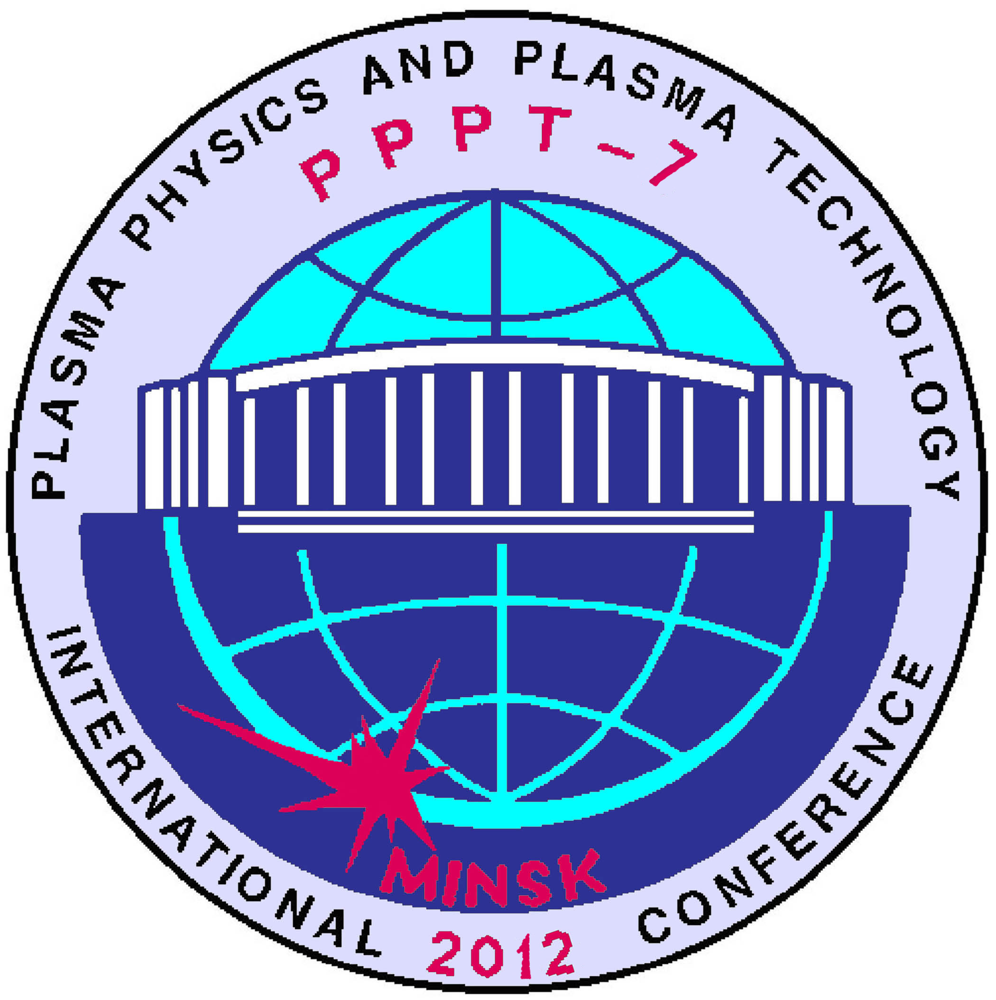 PLASMA PHYSICS AND PLASMA TECHNOLOGY
PPPT-7
MINSK
INTERNATIONAL CONFERENCE
2012